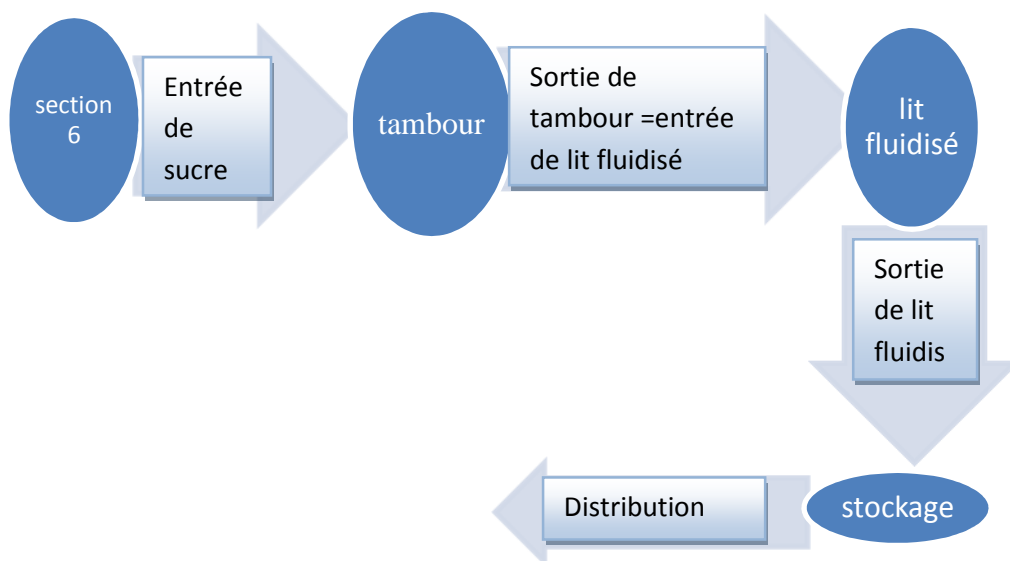 section
6
Entrée
de
sucre
tambour
Sortie de
tambour =entrée
de lit fluidisé
lit
fluidisé
Sortie
de lit
fluidis
stockage
Distribution